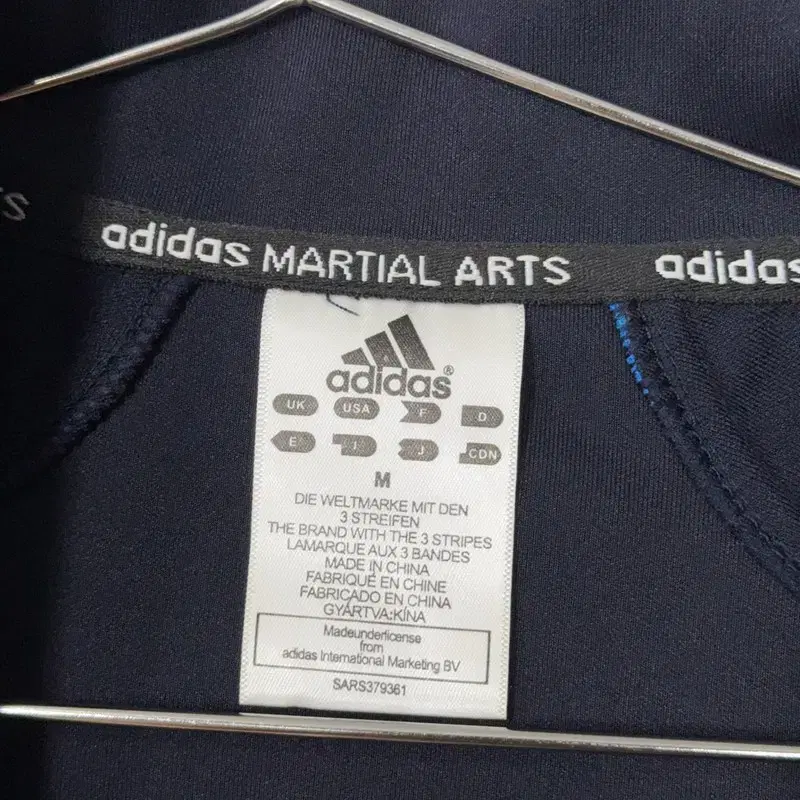 adidas MARTIAL ARTS adidas
adidas®
UK USA F D
E I J CDN
M
DIE WELTMARKE MIT DEN
3 STREIFEN
THE BRAND WITH THE 3 STRIPES
LAMARQUE AUX 3 BANDES
MADE IN CHINA
FABRIQUÉ EN CHINE
FABRICADO EN CHINA
GYÁRTVA:KÍNA
Madeunderlicense
from
adidas International Marketing BV
SARS379361